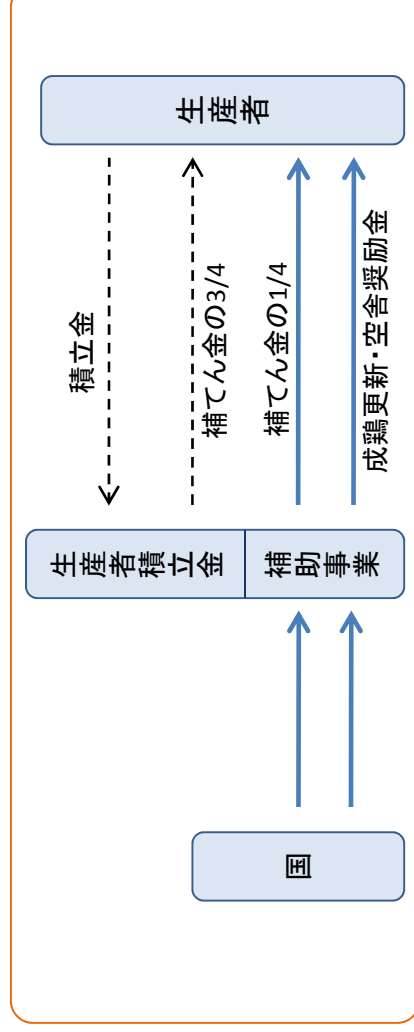 国
生産者積立金
補助事業
積立金
補てん金の3/4
補てん金の1/4
成鶏更新・空舎奨励金
生産者